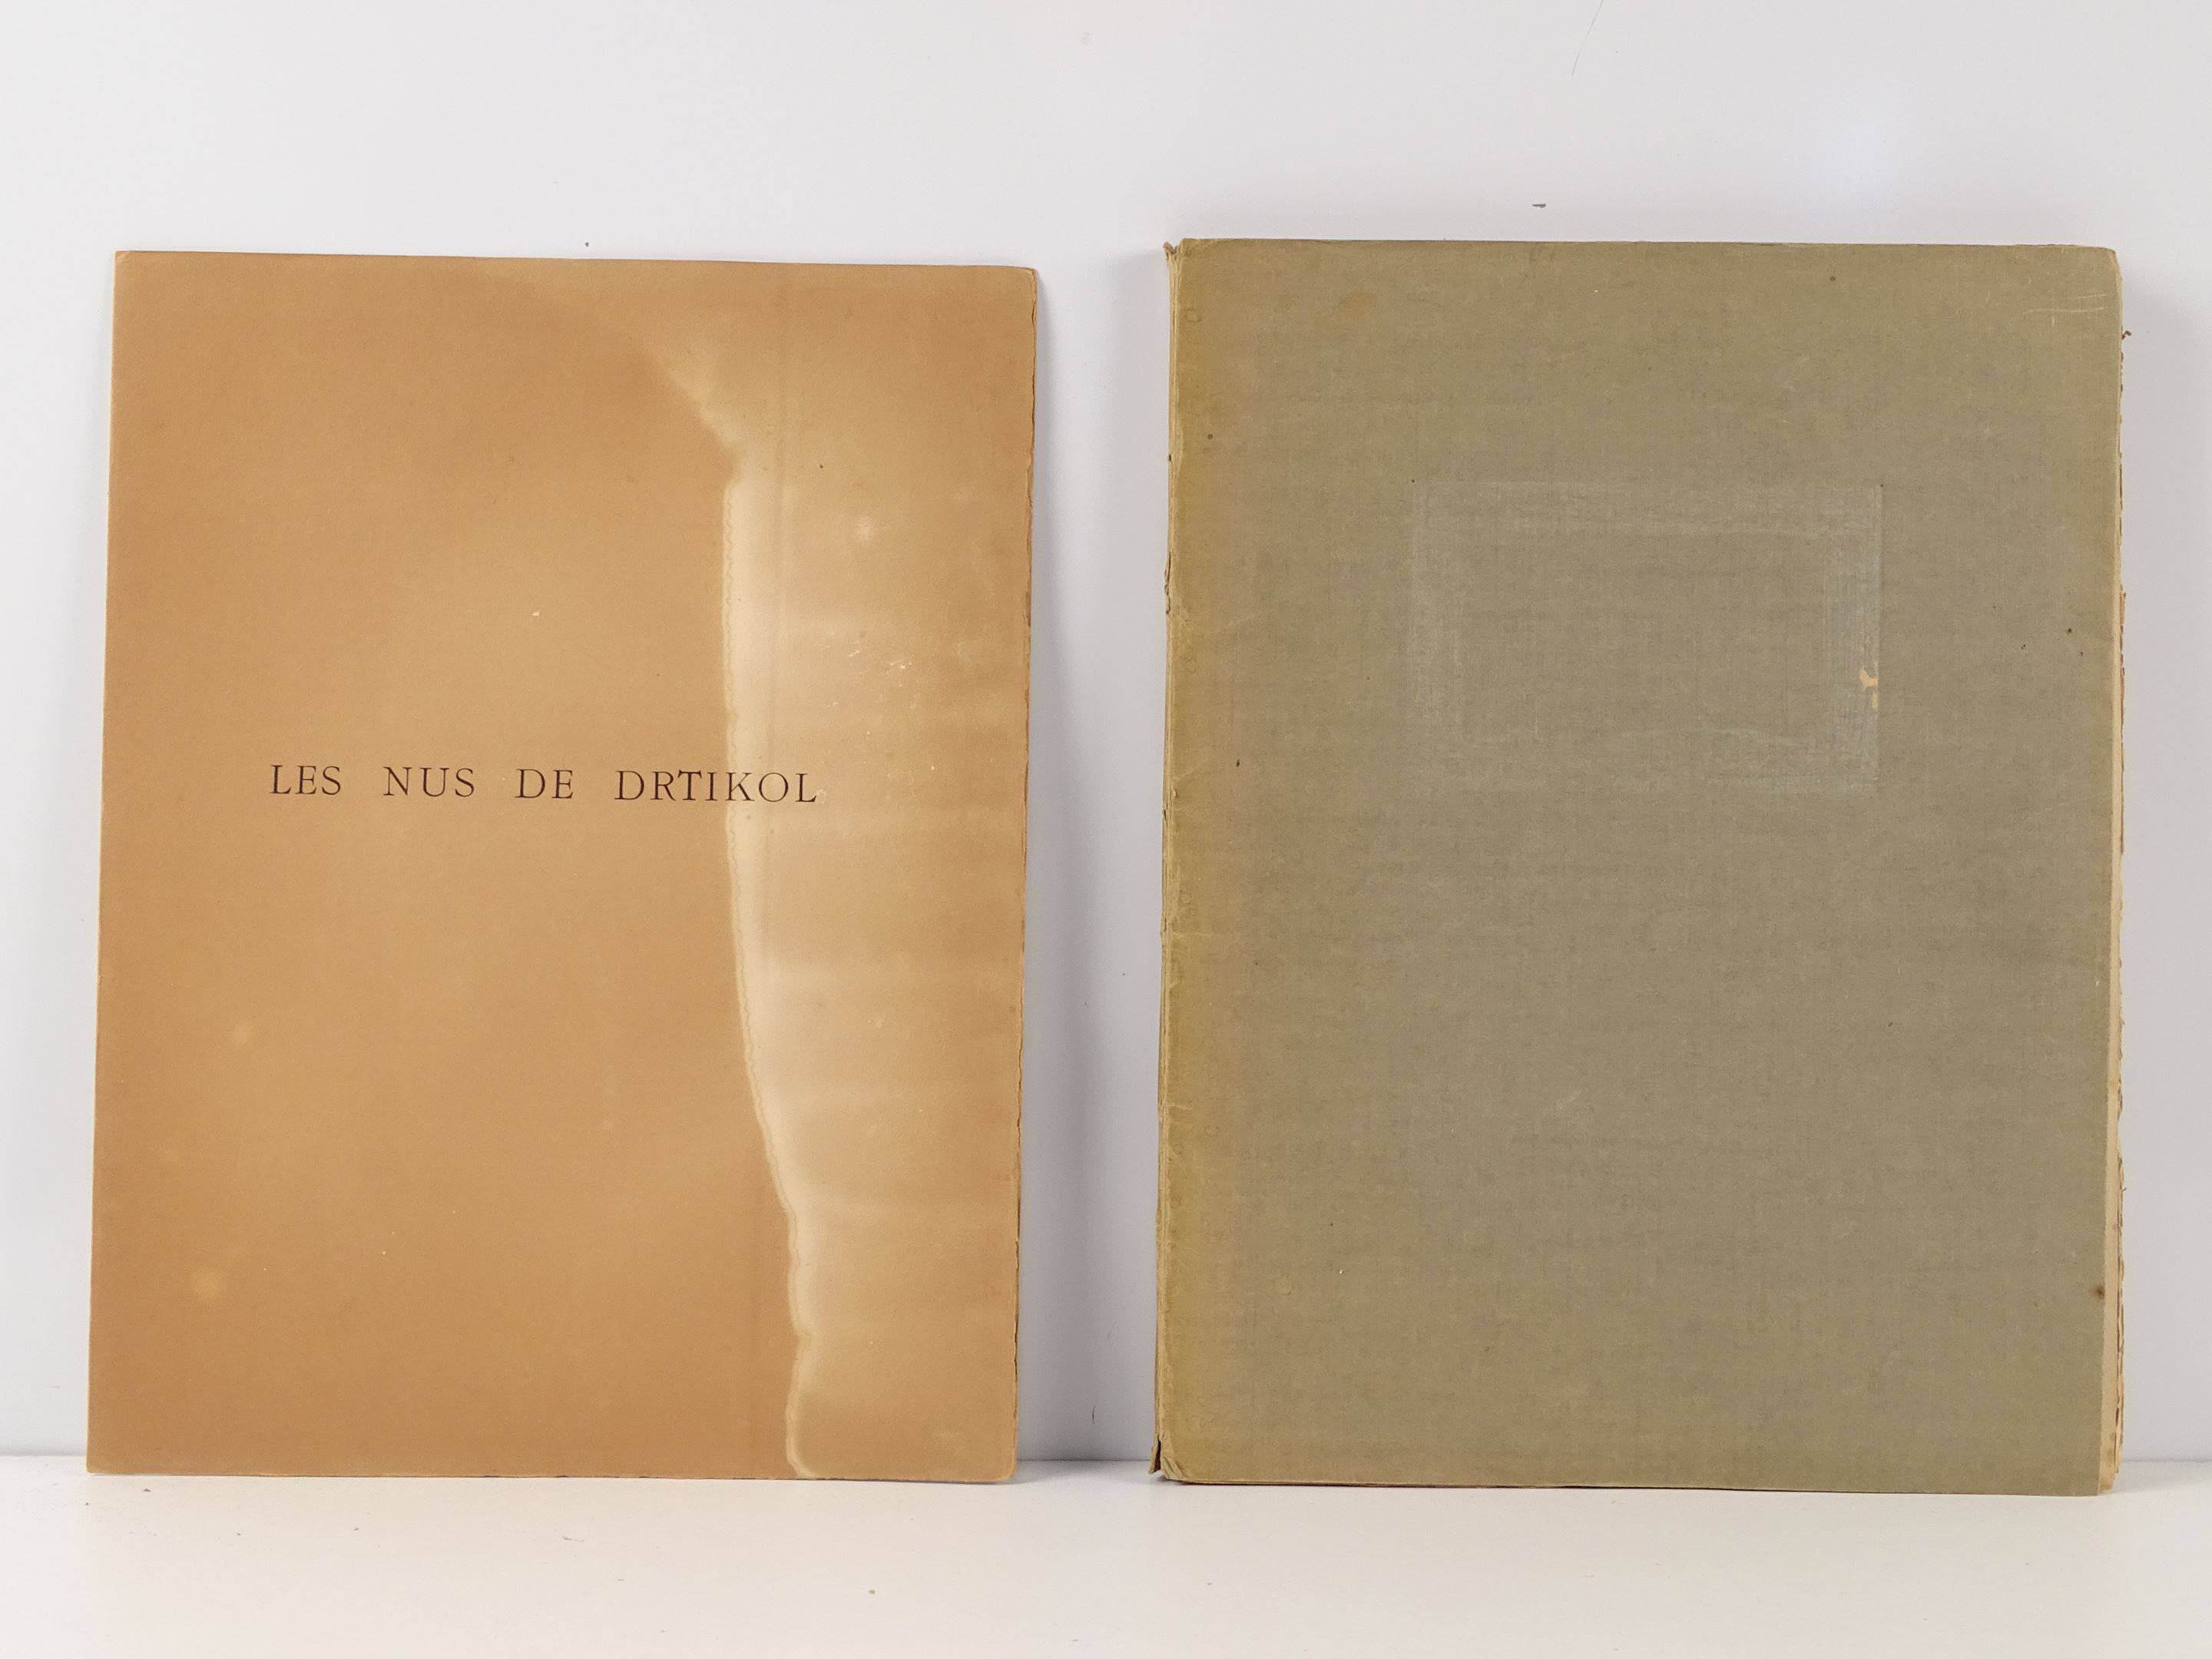 LES NUS DE DRTIKOL